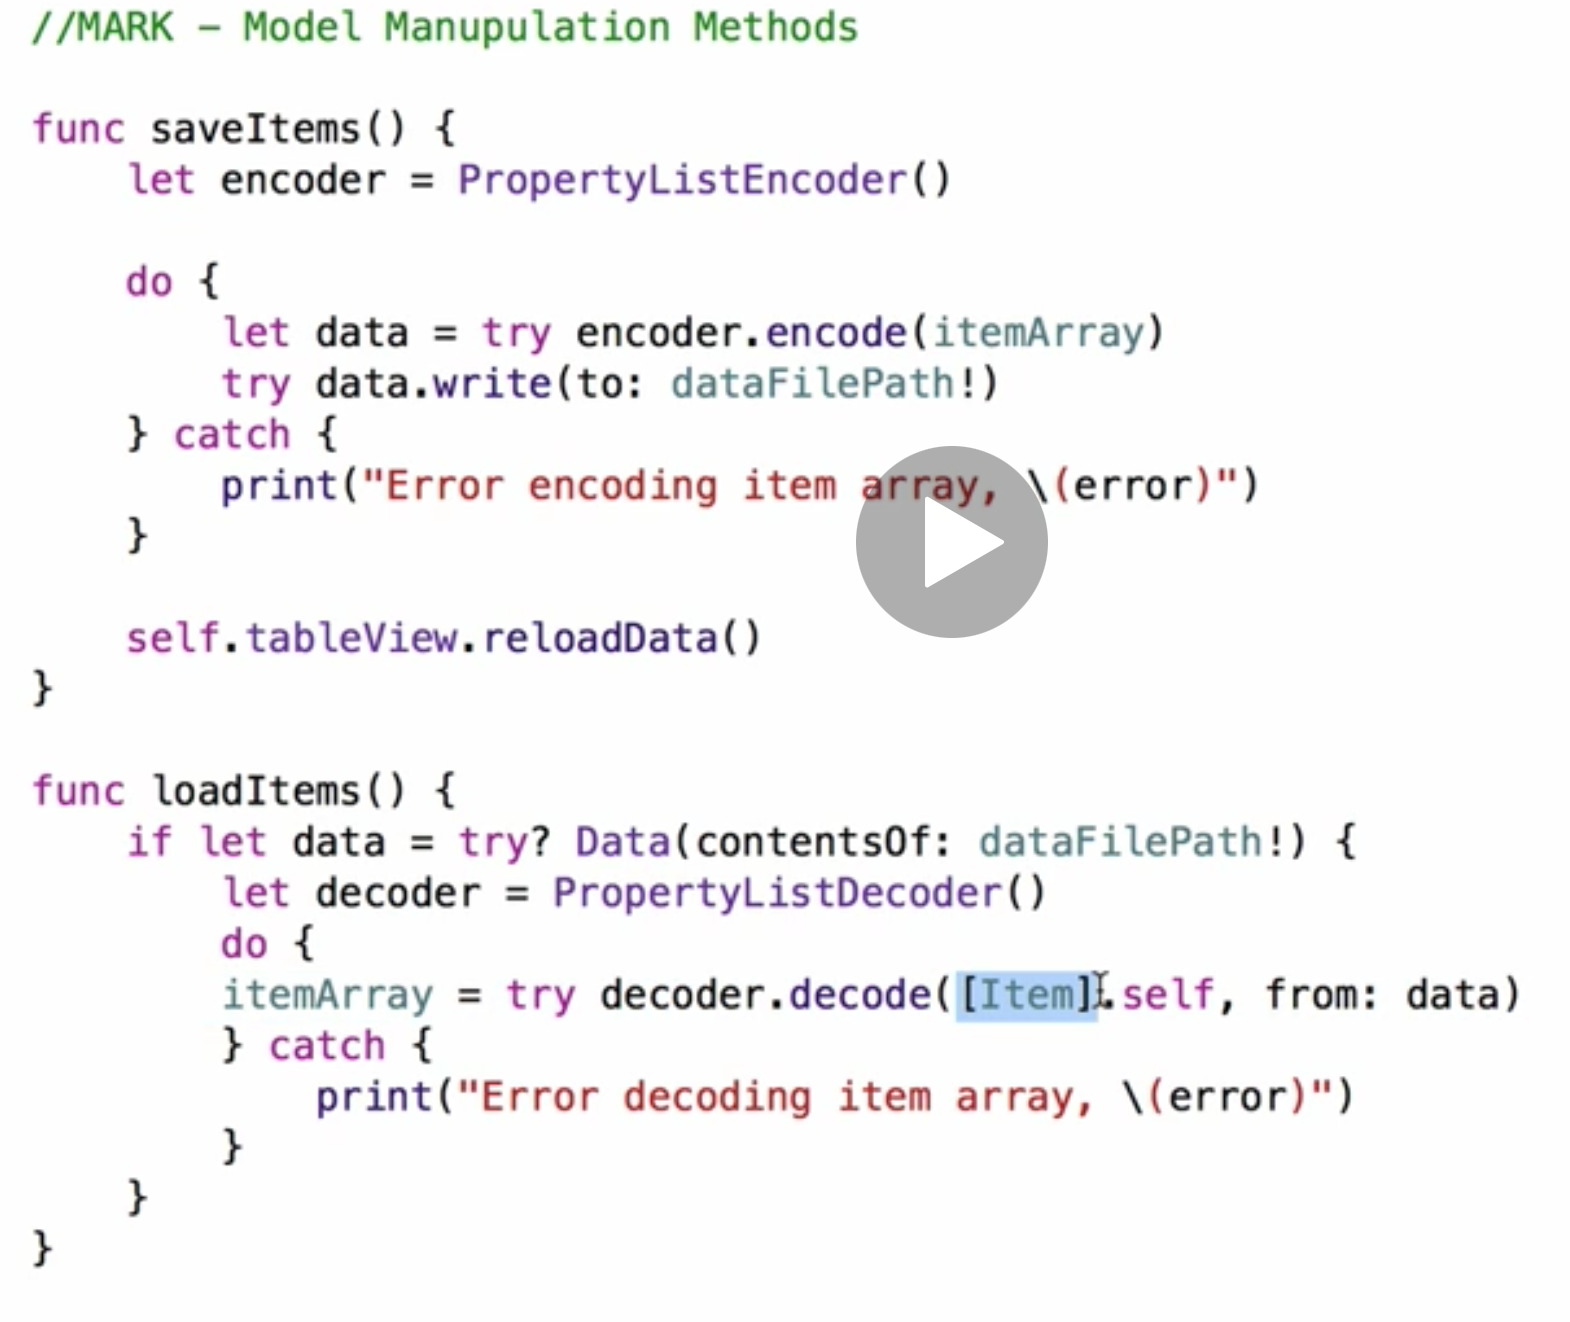 //MARK - Model Manupulation Methods
func saveItems() {
let encoder = PropertyListEncoder()
do {
let data = try encoder.encode(itemArray)
try data.write(to: dataFilePath!)
} catch {
print("Error encoding item array, \(error)")
}
self.tableView.reloadData()
}
func loadItems() {
if let data = try? Data(contentsOf: dataFilePath!) {
let decoder = PropertyListDecoder()
do {
itemArray = try decoder.decode([Item].self, from: data)
} catch {
print("Error decoding item array, \(error)")
}
}
}